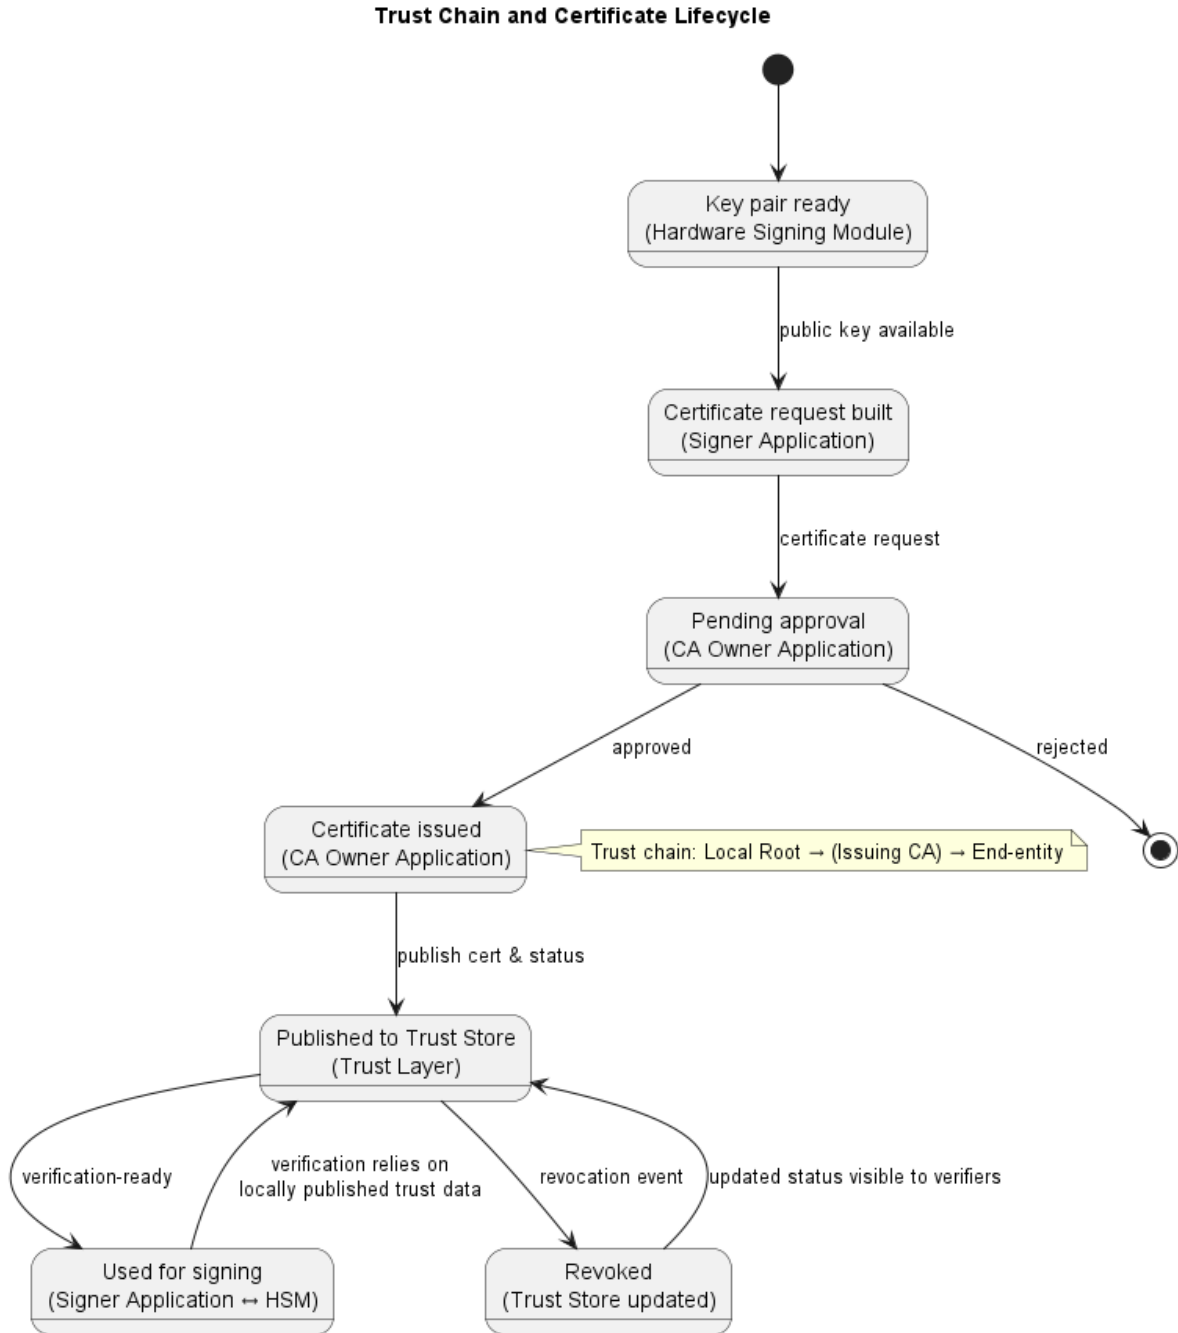 Trust Chain and Certificate Lifecycle
Key pair ready
(Hardware Signing Module)
public key available
Certificate request built
(Signer Application)
certificate request
Pending approval
(CA Owner Application)
approved
rejected
Certificate issued
(CA Owner Application)
Trust chain: Local Root → (Issuing CA) → End-entity
publish cert & status
Published to Trust Store
(Trust Layer)
verification-ready
verification relies on
locally published trust data
revocation event
updated status visible to verifiers
Used for signing
(Signer Application ↔ HSM)
Revoked
(Trust Store updated)